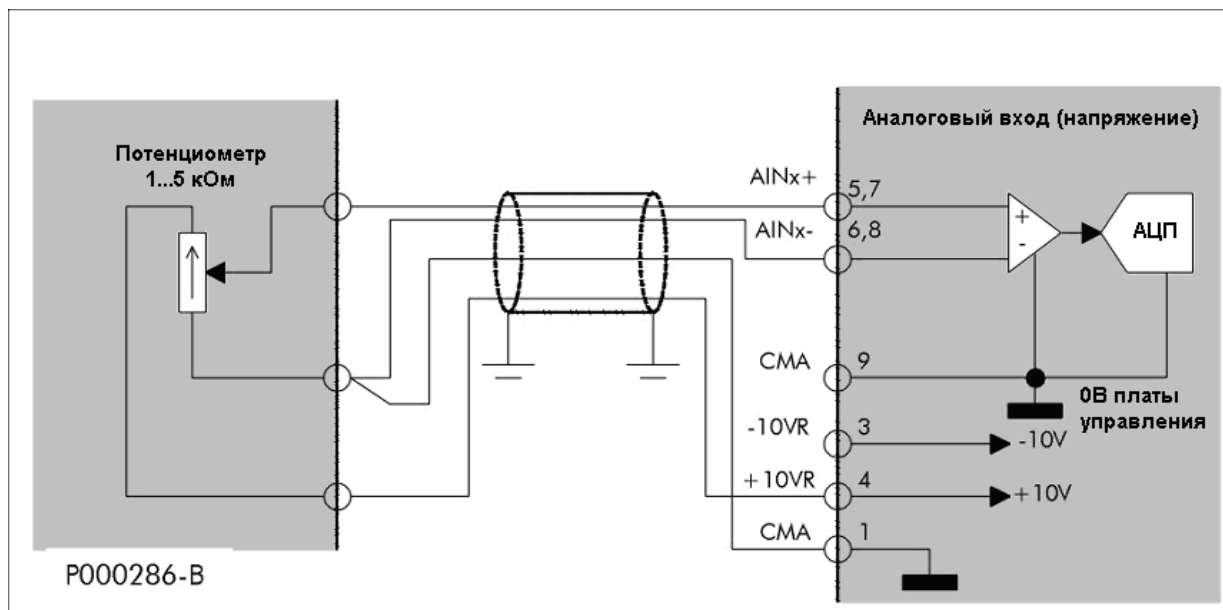 Потенциометр
1...5 кОм
Аналоговый вход (напряжение)
AINx+
5,7
AINx-
6,8
+
-
АЦП
CMA
9
0В платы
управления
-10VR
3
-10V
+10VR
4
+10V
CMA
1
P000286-B